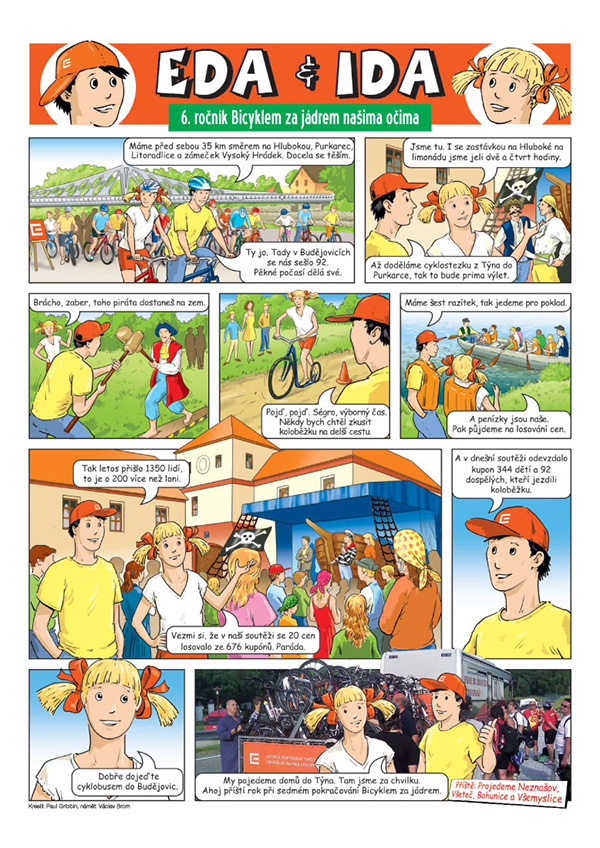 EDA & IDA
6. ročník Bicyklem za jádrem našima očima
Máme před sebou 35 km směrem na Hlubokou, Purkarec,
Litoradlice a zámeček Vysoký Hrádek. Docela se těším.
Ty jo. Tady v Budějovicích
se nás sešlo 92.
Pěkné počasí dělá své.
Jsme tu. I se zastávkou na Hluboké na
limonádu jsme jeli dvě a čtvrt hodiny.
Až doděláme cyklostezku z Týna do
Purkarce, tak to bude prima výlet.
Brácho, zaber, toho piráta dostaneš na zem.
Pojď, pojď. Ségro, výborný čas.
Někdy bych chtěl zkusit
koloběžku na delší cestu.
Máme šest razítek, tak jedeme pro poklad.
A penízky jsou naše.
Pak půjdeme na losování cen.
Tak letos přišlo 1350 lidí,
to je o 200 více než loni.
Vezmi si, že v naší soutěži se 20 cen
losovalo ze 676 kupónů. Paráda.
A v dnešní soutěži odevzdalo
kupon 344 dětí a 92
dospělých, kteří jezdili
koloběžku.
Dobře dojeďte
cyklobusem do Budějovic.
My pojedeme domů do Týna. Tam jsme za chvilku.
Ahoj příští rok při sedmém pokračování Bicyklem za jádrem.
Příště: Projedeme Neznašov,
Všeteč, Bohunice a Všemyslice
Kreslil: Paul Gribbin, námět: Václav Brom